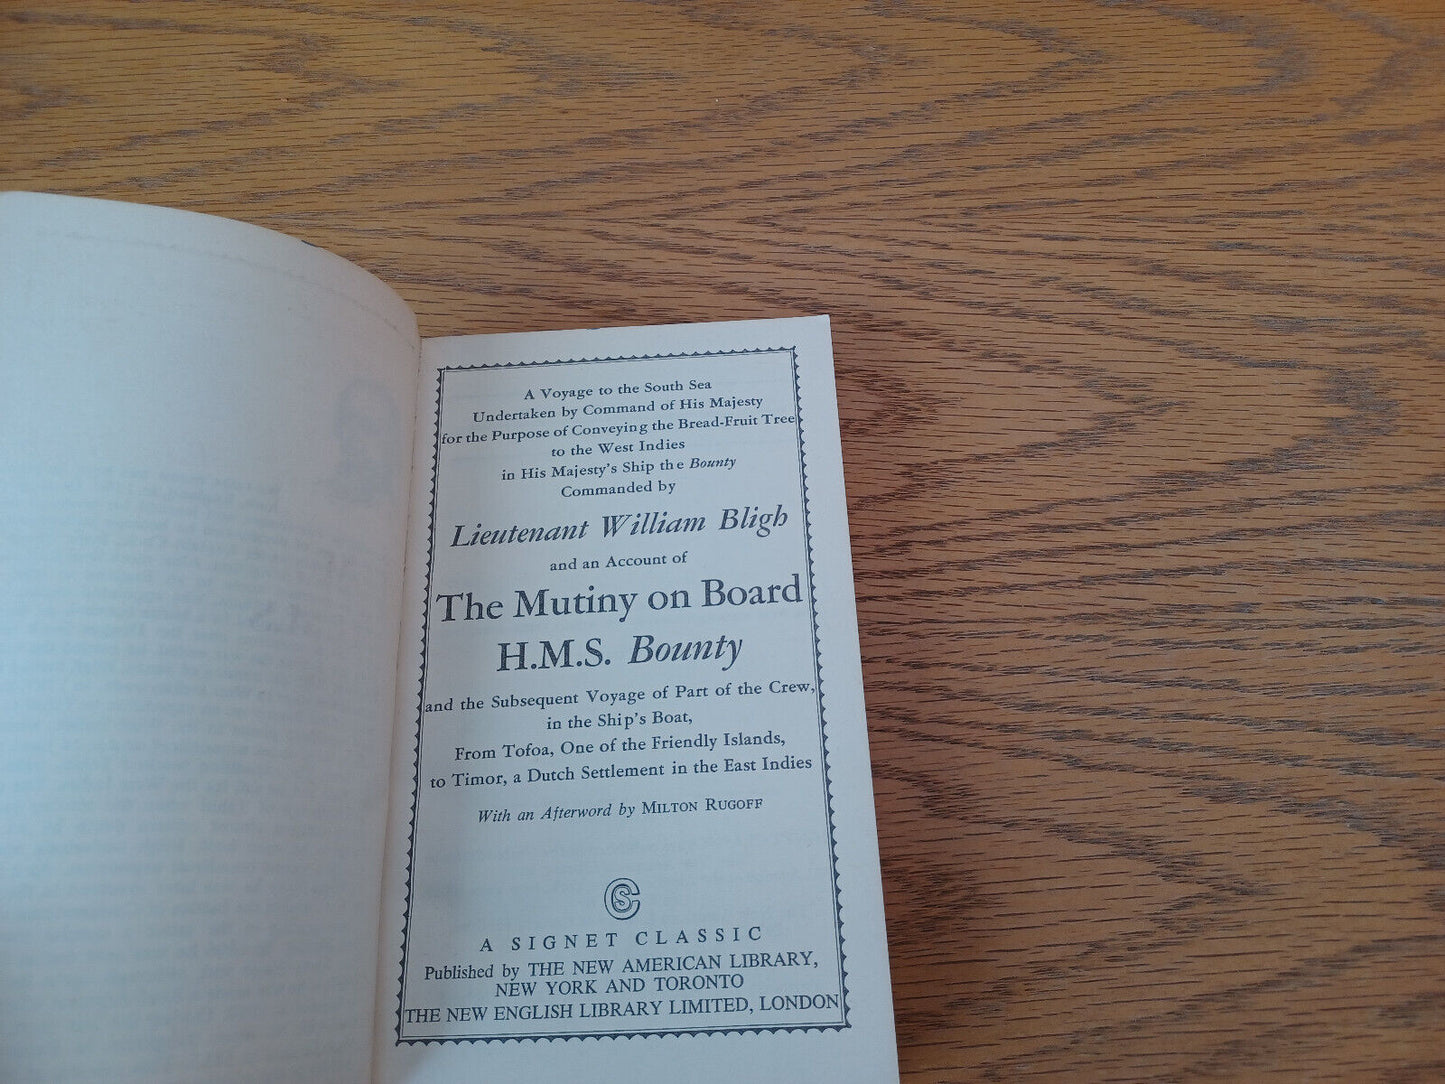 A Voyage to the South Sea
Undertaken by Command of His Majesty
for the Purpose of Conveying the Bread-Fruit Tree
to the West Indies
in His Majesty's Ship the Bounty
Commanded by
Lieutenant William Bligh
and an Account of
The Mutiny on Board
H.M.S. Bounty
and the Subsequent Voyage of Part of the Crew,
in the Ship's Boat,
From Tofoa, One of the Friendly Islands,
to Timor, a Dutch Settlement in the East Indies
With an Afterword by MILTON RUGOFF
CS
A SIGNET CLASSIC
Published by THE NEW AMERICAN LIBRARY,
NEW YORK AND TORONTO
THE NEW ENGLISH LIBRARY LIMITED, LONDON